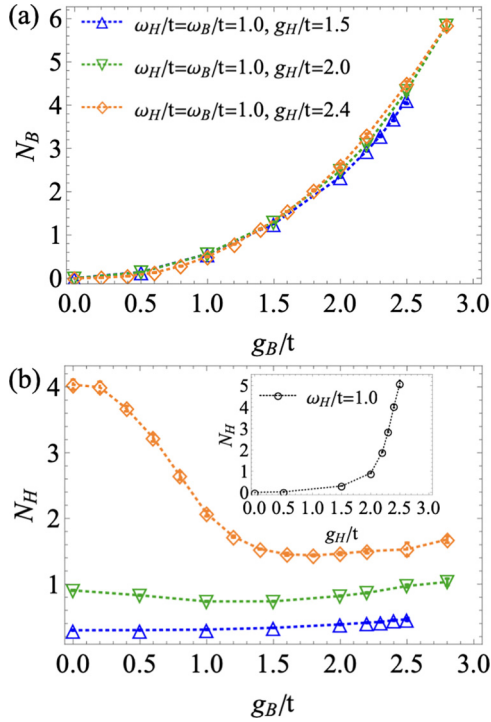 (a)
6
5
4
3
2
1
0
N_B
ω_H/t=ω_B/t=1.0, g_H/t=1.5
ω_H/t=ω_B/t=1.0, g_H/t=2.0
ω_H/t=ω_B/t=1.0, g_H/t=2.4
0.0 0.5 1.0 1.5 2.0 2.5 3.0
g_B/t
(b)
4
3
2
1
N_H
5
4
3
2
1
0
N_H
ω_H/t=1.0
0.0 0.5 1.0 1.5 2.0 2.5 3.0
g_H/t
0.0 0.5 1.0 1.5 2.0 2.5 3.0
g_B/t